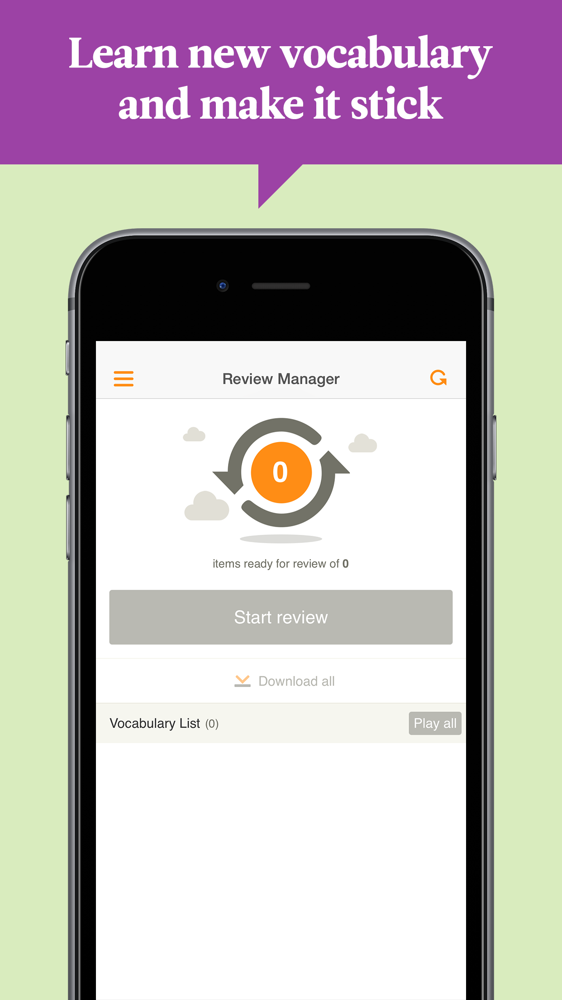 Learn new vocabulary
and make it stick
Review Manager
0
items ready for review of 0
Start review
Download all
Vocabulary List (0)
Play all